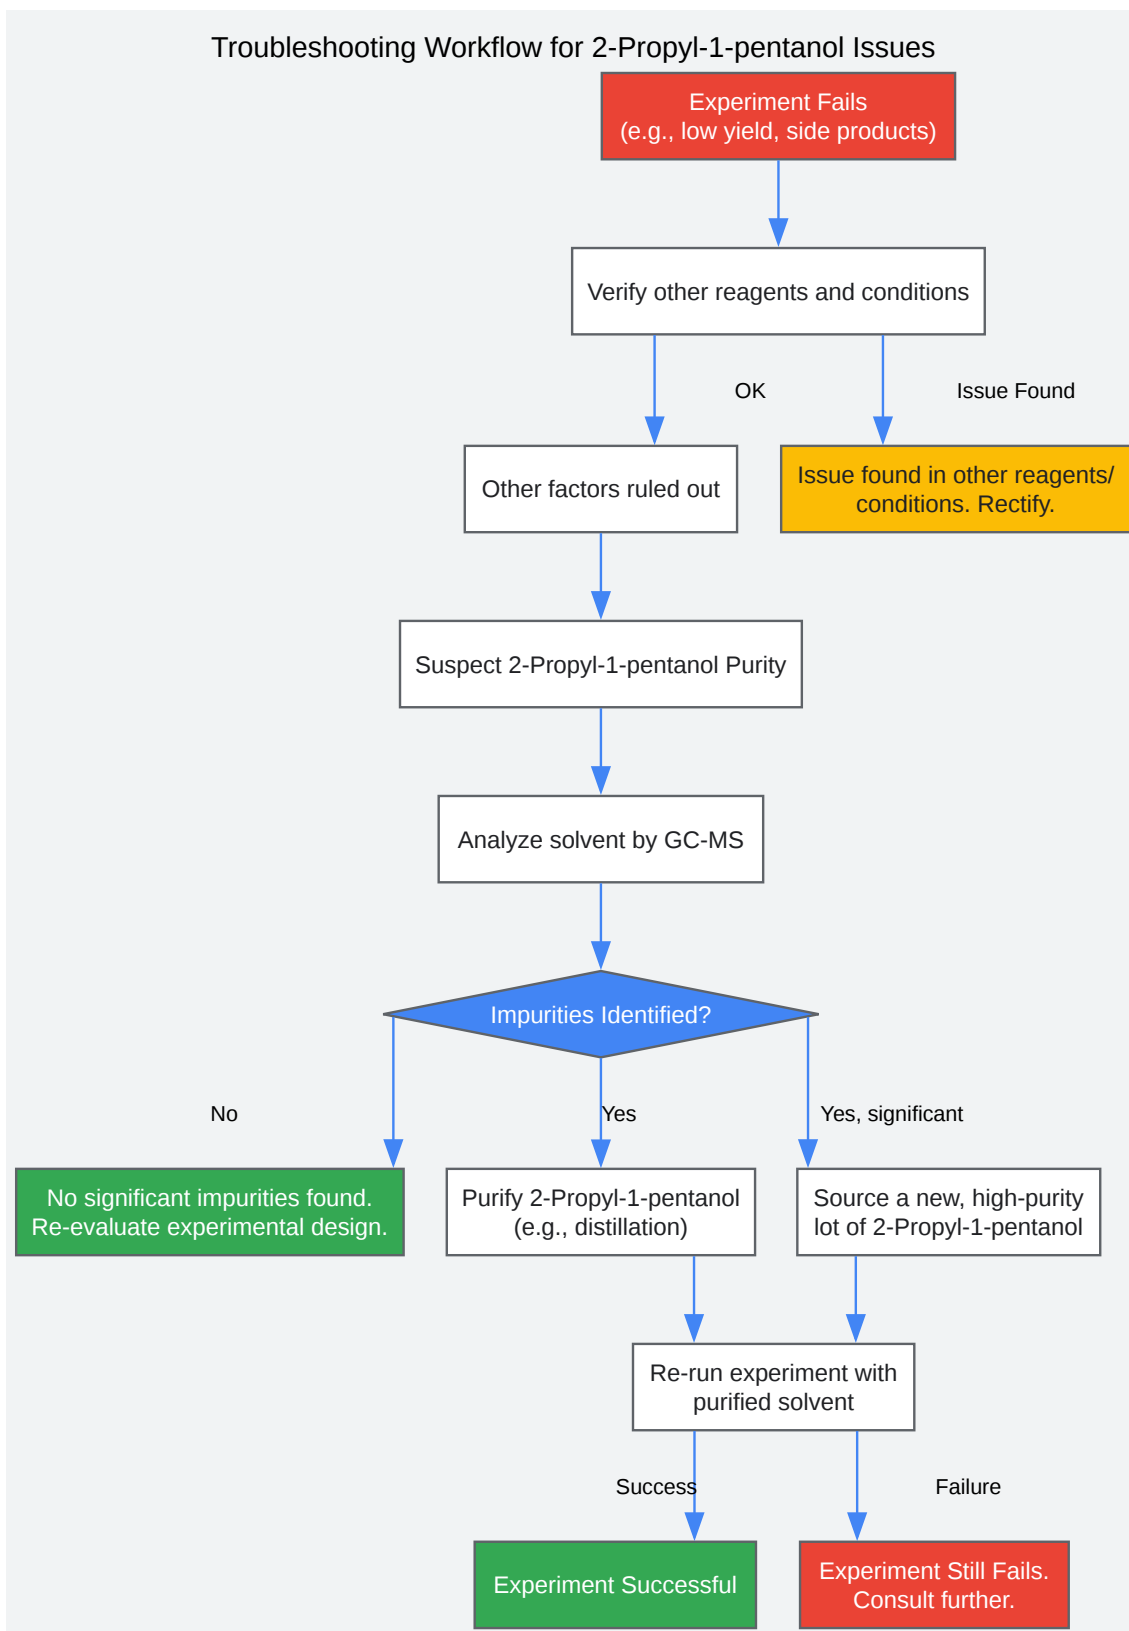 Troubleshooting Workflow for 2-Propyl-1-pentanol Issues
Experiment Fails
(e.g., low yield, side products)
Verify other reagents and conditions
OK
Issue Found
Other factors ruled out
Issue found in other reagents/
conditions. Rectify.
Suspect 2-Propyl-1-pentanol Purity
Analyze solvent by GC-MS
Impurities Identified?
No
Yes
Yes, significant
No significant impurities found.
Re-evaluate experimental design.
Purify 2-Propyl-1-pentanol
(e.g., distillation)
Source a new, high-purity
lot of 2-Propyl-1-pentanol
Re-run experiment with
purified solvent
Success
Failure
Experiment Successful
Experiment Still Fails.
Consult further.